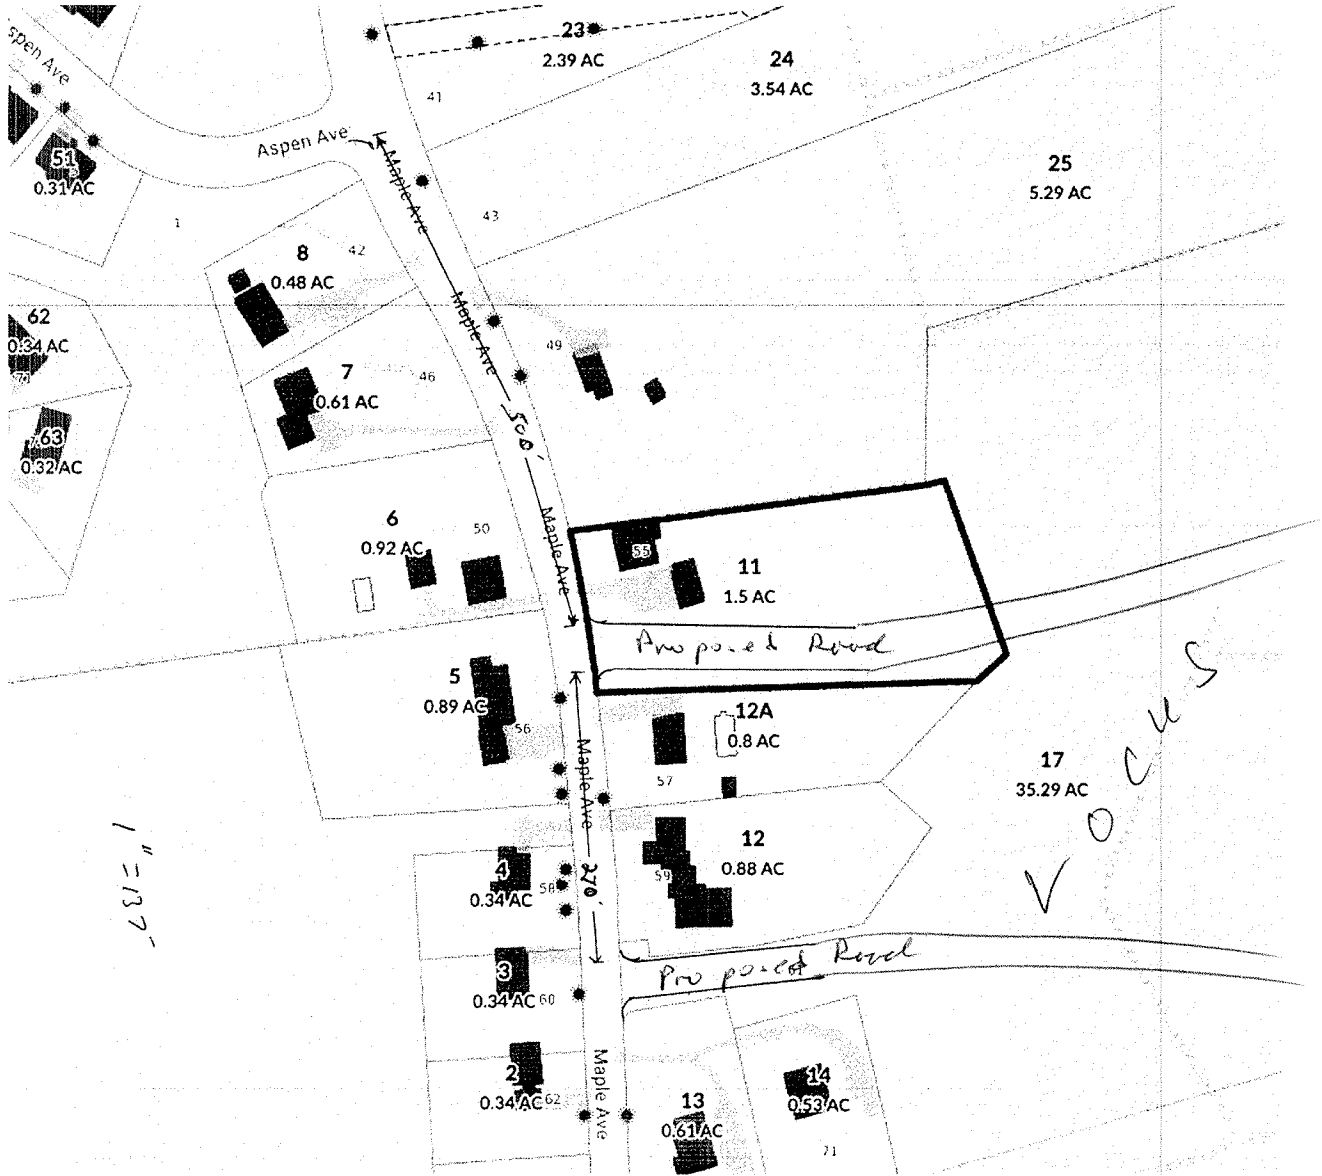 spen Ave
23
2.39 AC
24
3.54 AC
41
Aspen Ave
Maple Ave
51
0.31 AC
25
5.29 AC
1
43
8
42
0.48 AC
62
0.34 AC
Maple Ave
49
7
46
0.61 AC
63
0.32 AC
500'
6
50
0.92 AC
Maple Ave
55
11
1.5 AC
Proposed Road
5
0.89 AC
56
12A
0.8 AC
57
17
35.29 AC
VOCUS
Maple Ave
1"=137'
12
0.88 AC
59
4
58
0.34 AC
270'
Proposed Road
3
0.34 AC
60
2
0.34 AC
62
Maple Ave
13
0.61 AC
14
0.53 AC
71